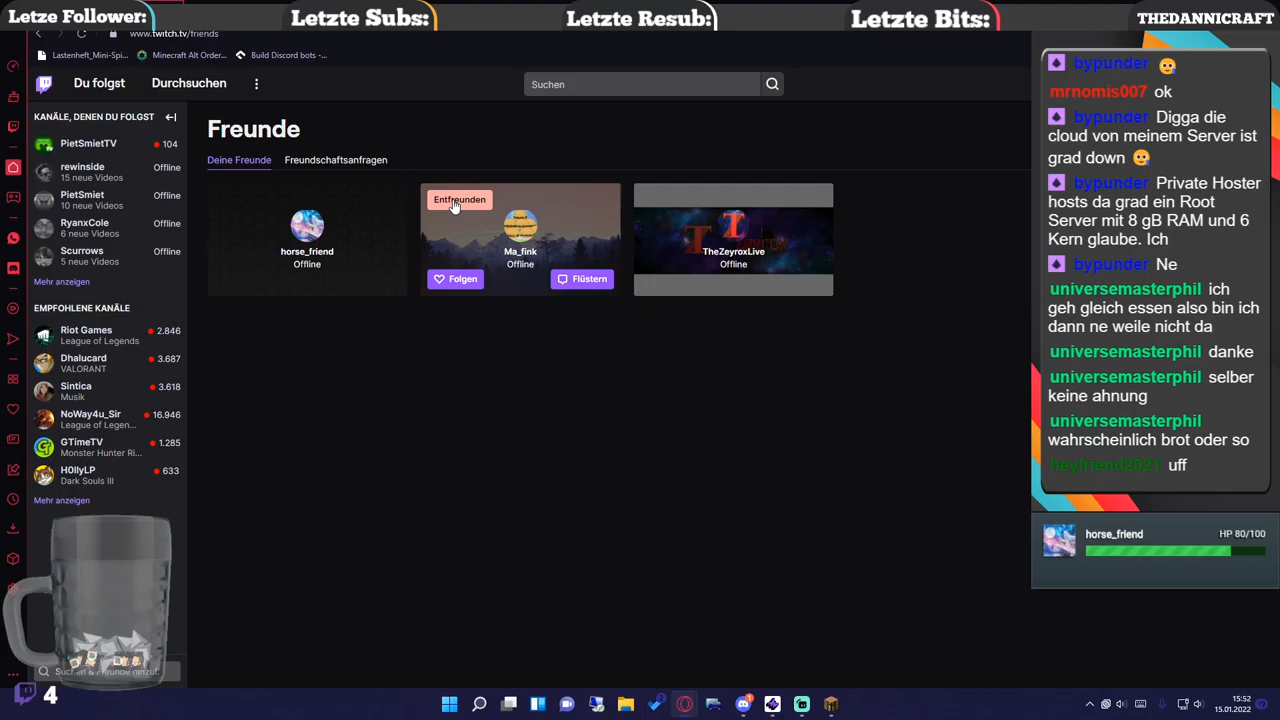 Letze Follower:
Letzte Subs:
Letzte Resub:
Letzte Bits:
THEDANNICRAFT
www.twitch.tv/friends
Lastenheft_Mini-Spi...
Minecraft Alt Order...
Build Discord bots -...
Du folgst
Durchsuchen
Suchen
KANÄLE, DENEN DU FOLGST
PietSmietTV
104
rewinside
Offline
15 neue Videos
PietSmiet
Offline
10 neue Videos
RyanxCole
Offline
6 neue Videos
Scurrows
Offline
5 neue Videos
Mehr anzeigen
EMPFOHLENE KANÄLE
Riot Games
2.846
League of Legends
Dhalucard
3.687
VALORANT
Sintica
3.618
Musik
NoWay4u_Sir
16.946
League of Legen...
GTimeTV
1.285
Monster Hunter Ri...
H0llyLP
633
Dark Souls III
Mehr anzeigen
Suchen & Freunde hinzuf.
4
Freunde
Deine Freunde
Freundschaftsanfragen
horse_friend
Offline
Entfreunden
Ma_fink
Offline
Folgen
Flüstern
TheZeyroxLive
Offline
bypunder
mrnomis007 ok
bypunder Digga die
cloud von meinem Server ist
grad down
bypunder Private Hoster
hosts da grad ein Root
Server mit 8 gB RAM und 6
Kern glaube. Ich
bypunder Ne
universemasterphil ich
geh gleich essen also bin ich
dann ne weile nicht da
universemasterphil danke
universemasterphil selber
keine ahnung
universemasterphil
wahrscheinlich brot oder so
heyfriend2021 uff
horse_friend
HP 80/100
15:52
15.01.2022